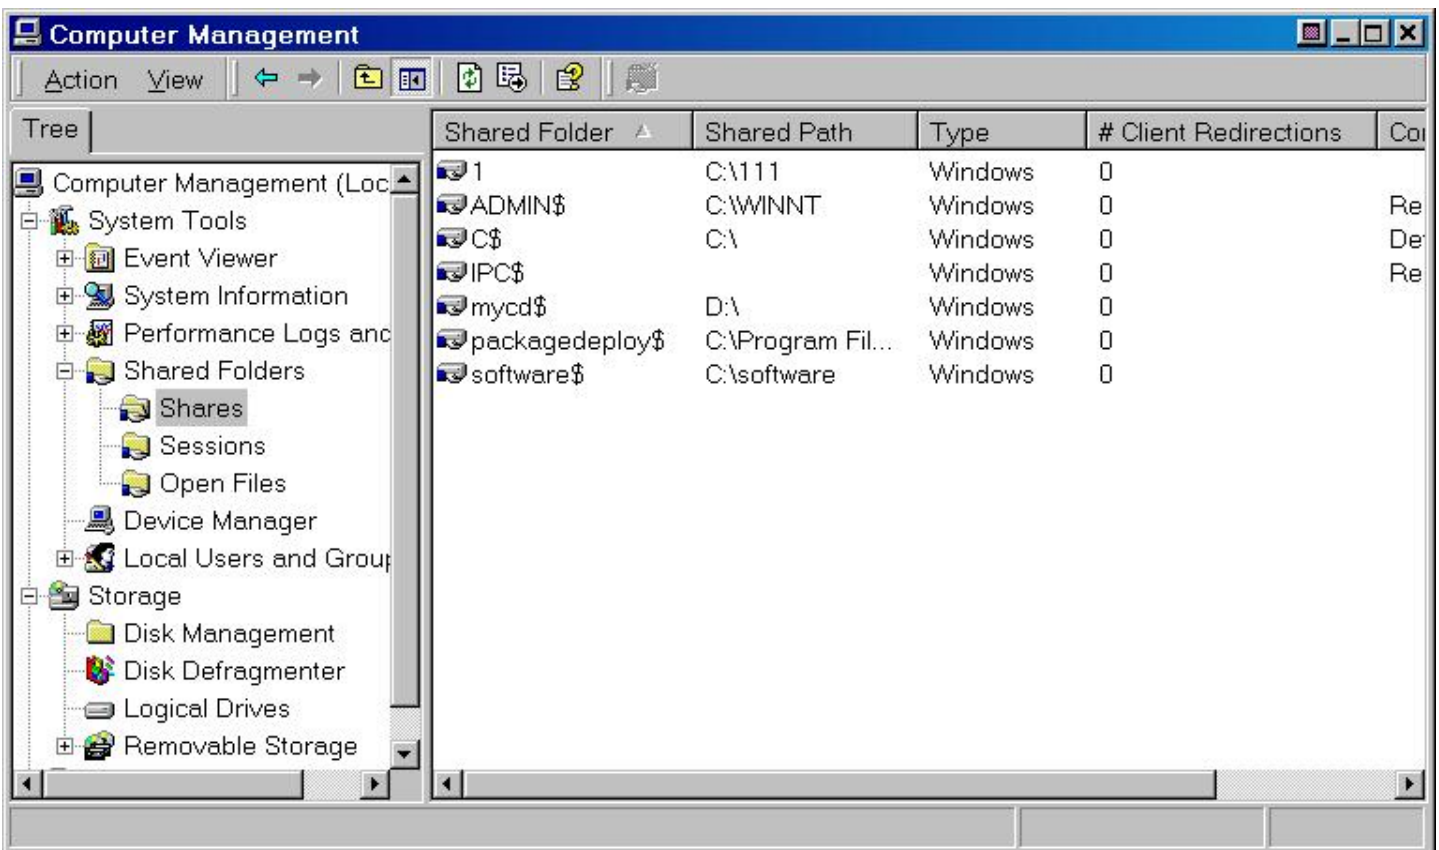 Computer Management
Action View
Tree
Shared Folder Shared Path Type # Client Redirections
Computer Management (Loc
System Tools
Event Viewer
System Information
Performance Logs and
Shared Folders
Shares
Sessions
Open Files
Device Manager
Local Users and Group
Storage
Disk Management
Disk Defragmenter
Logical Drives
Removable Storage
1 C:\111 Windows 0
ADMIN$ C:\WINNT Windows 0 Re
C$ C:\ Windows 0 De
IPC$ Windows 0 Re
mycd$ D:\ Windows 0
packagedeploy$ C:\Program Fil... Windows 0
software$ C:\software Windows 0